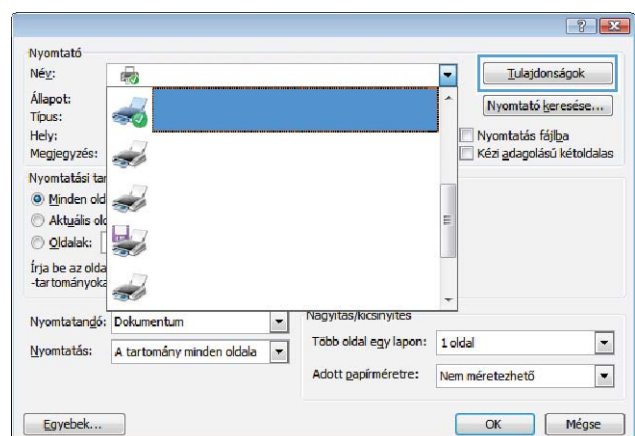 Nyomtató
Név:
Tulajdonságok
Állapot:
Nyomtató keresése...
Típus:
Hely:
Nyomtatás fájlba
Megjegyzés:
Kézi adagolású kétoldalas
Nyomtatási tar
Minden old
Aktuális old
Oldalak:
Írja be az olda
-tartományoka
Nagyítás/kicsinyítés
Nyomtatandó: Dokumentum
Több oldal egy lapon: 1 oldal
Nyomtatás: A tartomány minden oldala
Adott papírméretre: Nem méretezhető
Egyebek...
OK
Mégse